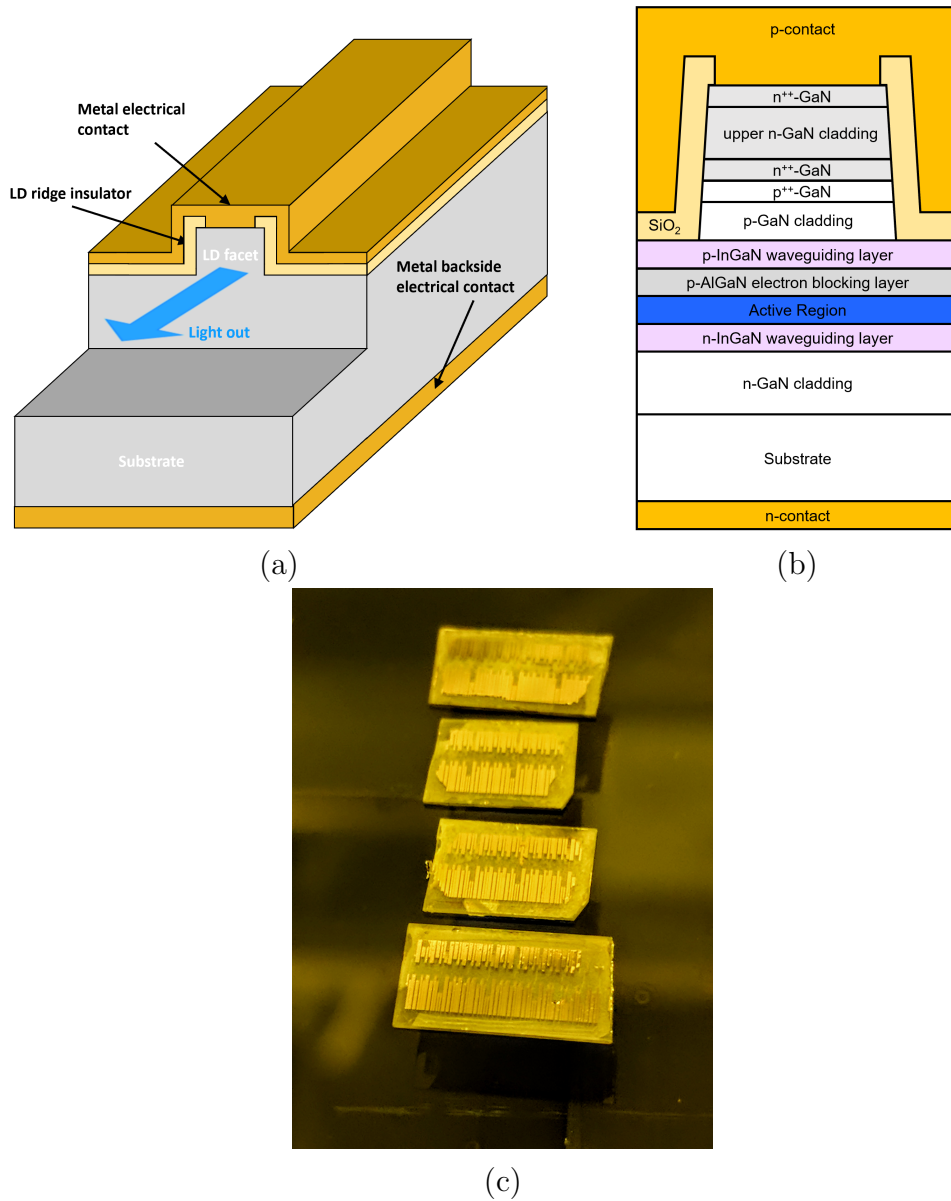 Metal electrical
contact
LD ridge insulator
LD facet
Metal backside
electrical contact
Light out
Substrate
(a)
p-contact
n⁺⁺-GaN
upper n-GaN cladding
n⁺⁺-GaN
p⁺⁺-GaN
p-GaN cladding
SiO₂
p-InGaN waveguiding layer
p-AlGaN electron blocking layer
Active Region
n-InGaN waveguiding layer
n-GaN cladding
Substrate
n-contact
(b)
(c)